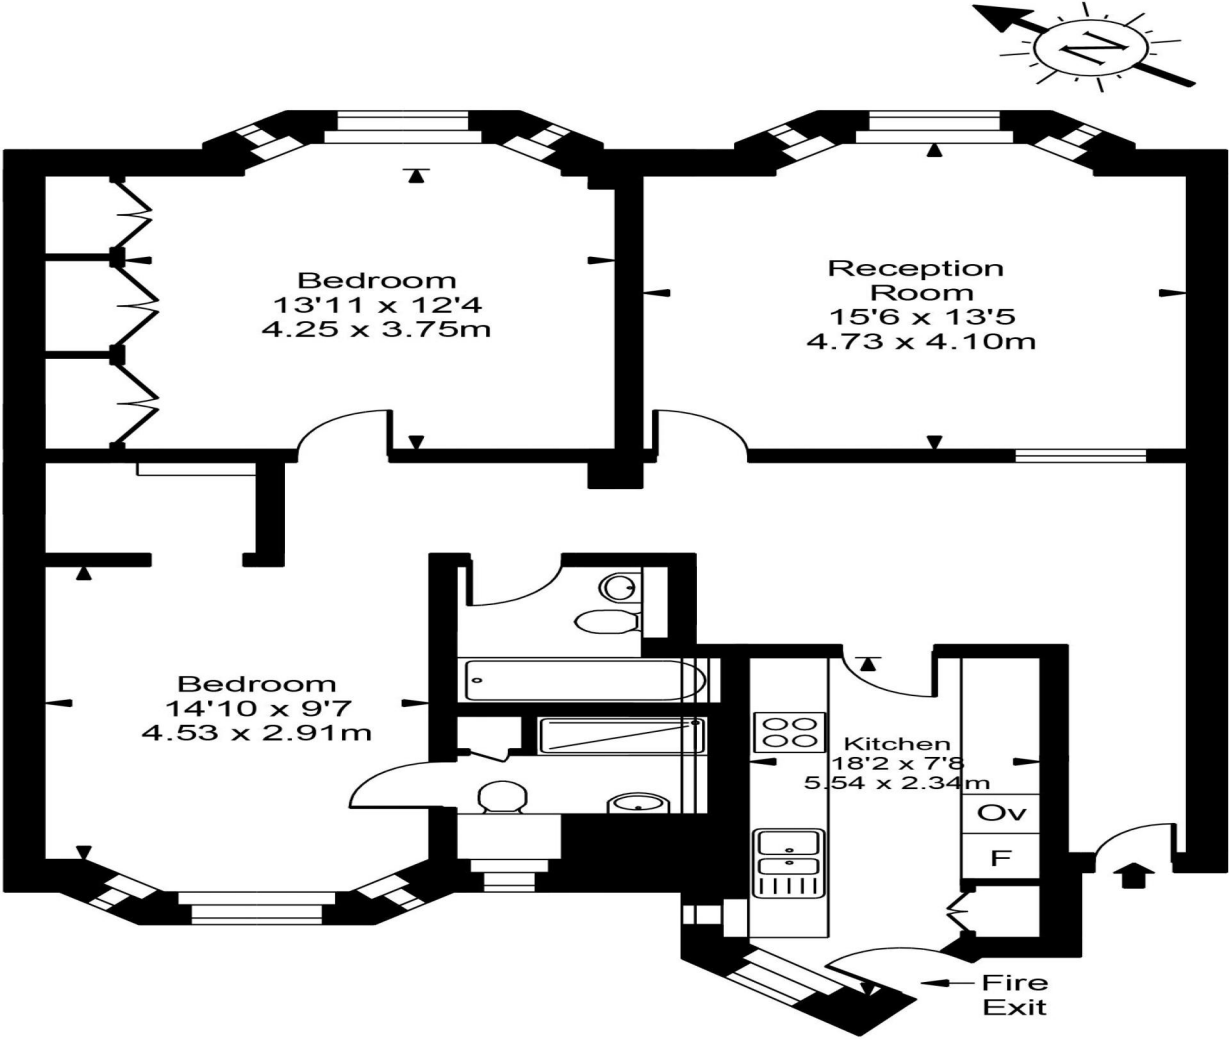 N
Bedroom
13'11 x 12'4
4.25 x 3.75m
Reception
Room
15'6 x 13'5
4.73 x 4.10m
Bedroom
14'10 x 9'7
4.53 x 2.91m
Kitchen
18'2 x 7'8
5.54 x 2.34m
Ov
F
Fire
Exit